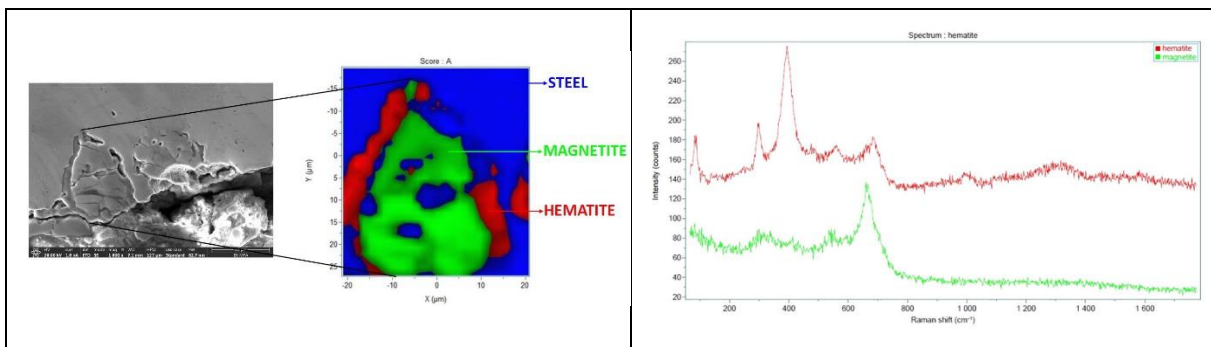 Score : A
STEEL
MAGNETITE
HEMATITE
-15
-10
-5
0
5
10
15
20
25
Y (µm)
-20 -10 0 10 20
X (µm)
Spectrum : hematite
hematite
magnetite
260
240
220
200
180
160
140
120
100
80
60
40
20
Intensity (counts)
200 400 600 800 1 000 1 200 1 400 1 600
Raman shift (cm⁻¹)